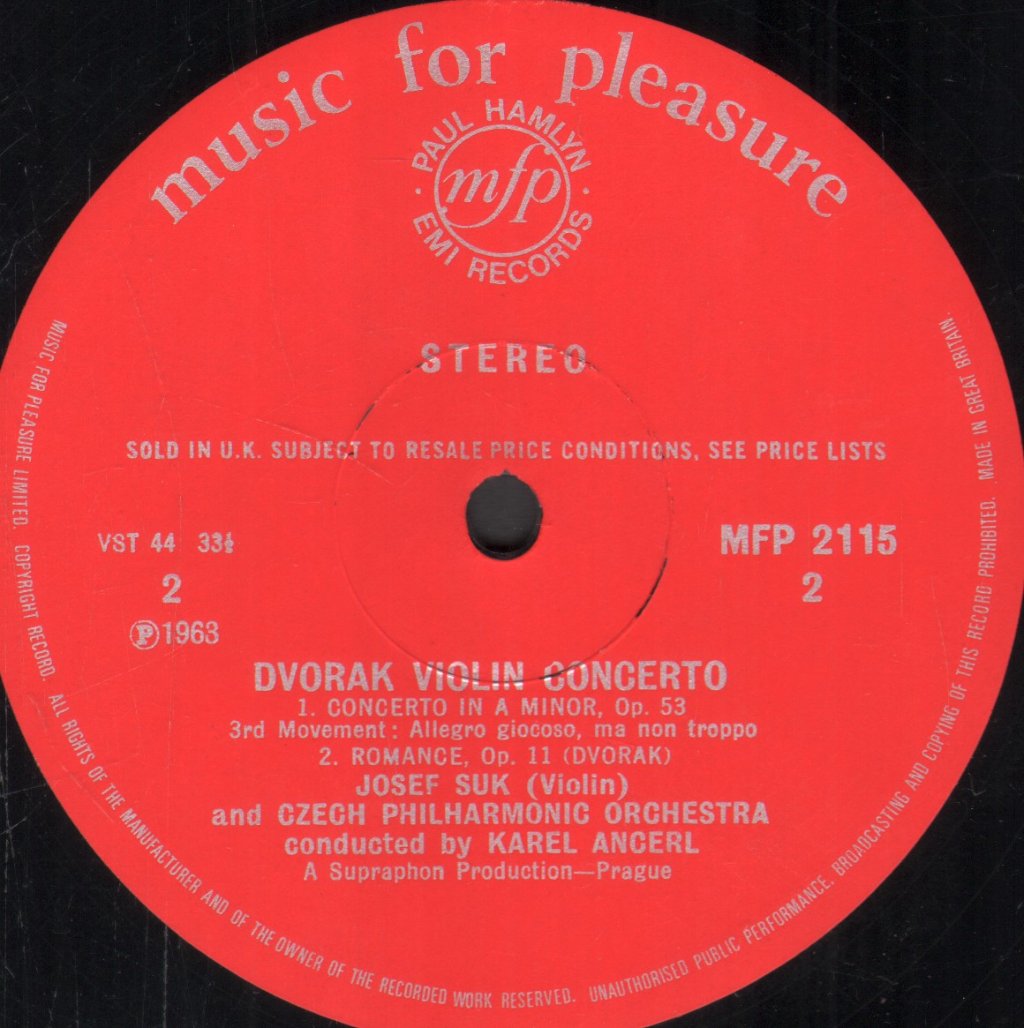 music for pleasure
· PAUL HAMLYN ·
mfp
EMI RECORDS
STEREO
SOLD IN U.K. SUBJECT TO RESALE PRICE CONDITIONS, SEE PRICE LISTS
VST 44 33⅓
MFP 2115
2
2
Ⓟ 1963
DVORAK VIOLIN CONCERTO
1. CONCERTO IN A MINOR, Op. 53
3rd Movement: Allegro giocoso, ma non troppo
2. ROMANCE, Op. 11 (DVORAK)
JOSEF SUK (Violin)
and CZECH PHILHARMONIC ORCHESTRA
conducted by KAREL ANCERL
A Supraphon Production—Prague
MUSIC FOR PLEASURE LIMITED. COPYRIGHT RECORD. ALL RIGHTS OF THE MANUFACTURER AND OF THE OWNER OF THE RECORDED WORK RESERVED. UNAUTHORISED PUBLIC PERFORMANCE, BROADCASTING AND COPYING OF THIS RECORD PROHIBITED. MADE IN GREAT BRITAIN.